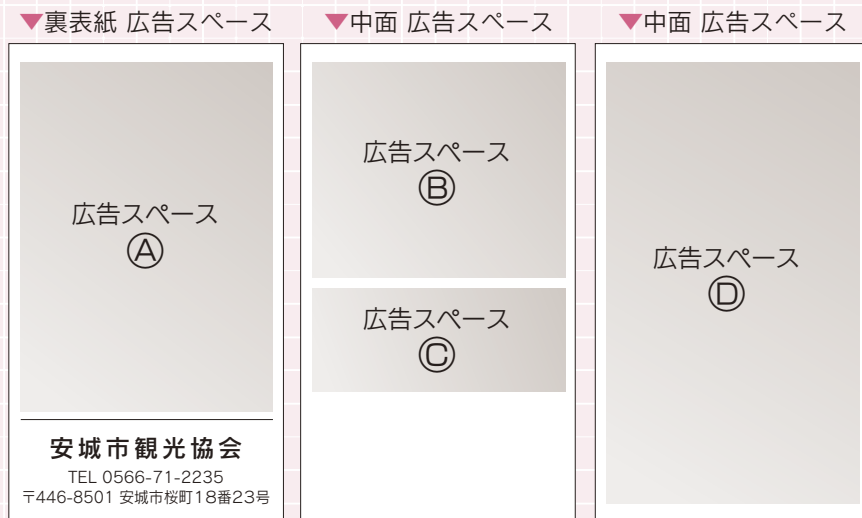 ▼裏表紙 広告スペース
広告スペース
Ⓐ
安城市観光協会
TEL 0566-71-2235
〒446-8501 安城市桜町18番23号
▼中面 広告スペース
広告スペース
Ⓑ
広告スペース
Ⓒ
▼中面 広告スペース
広告スペース
Ⓓ